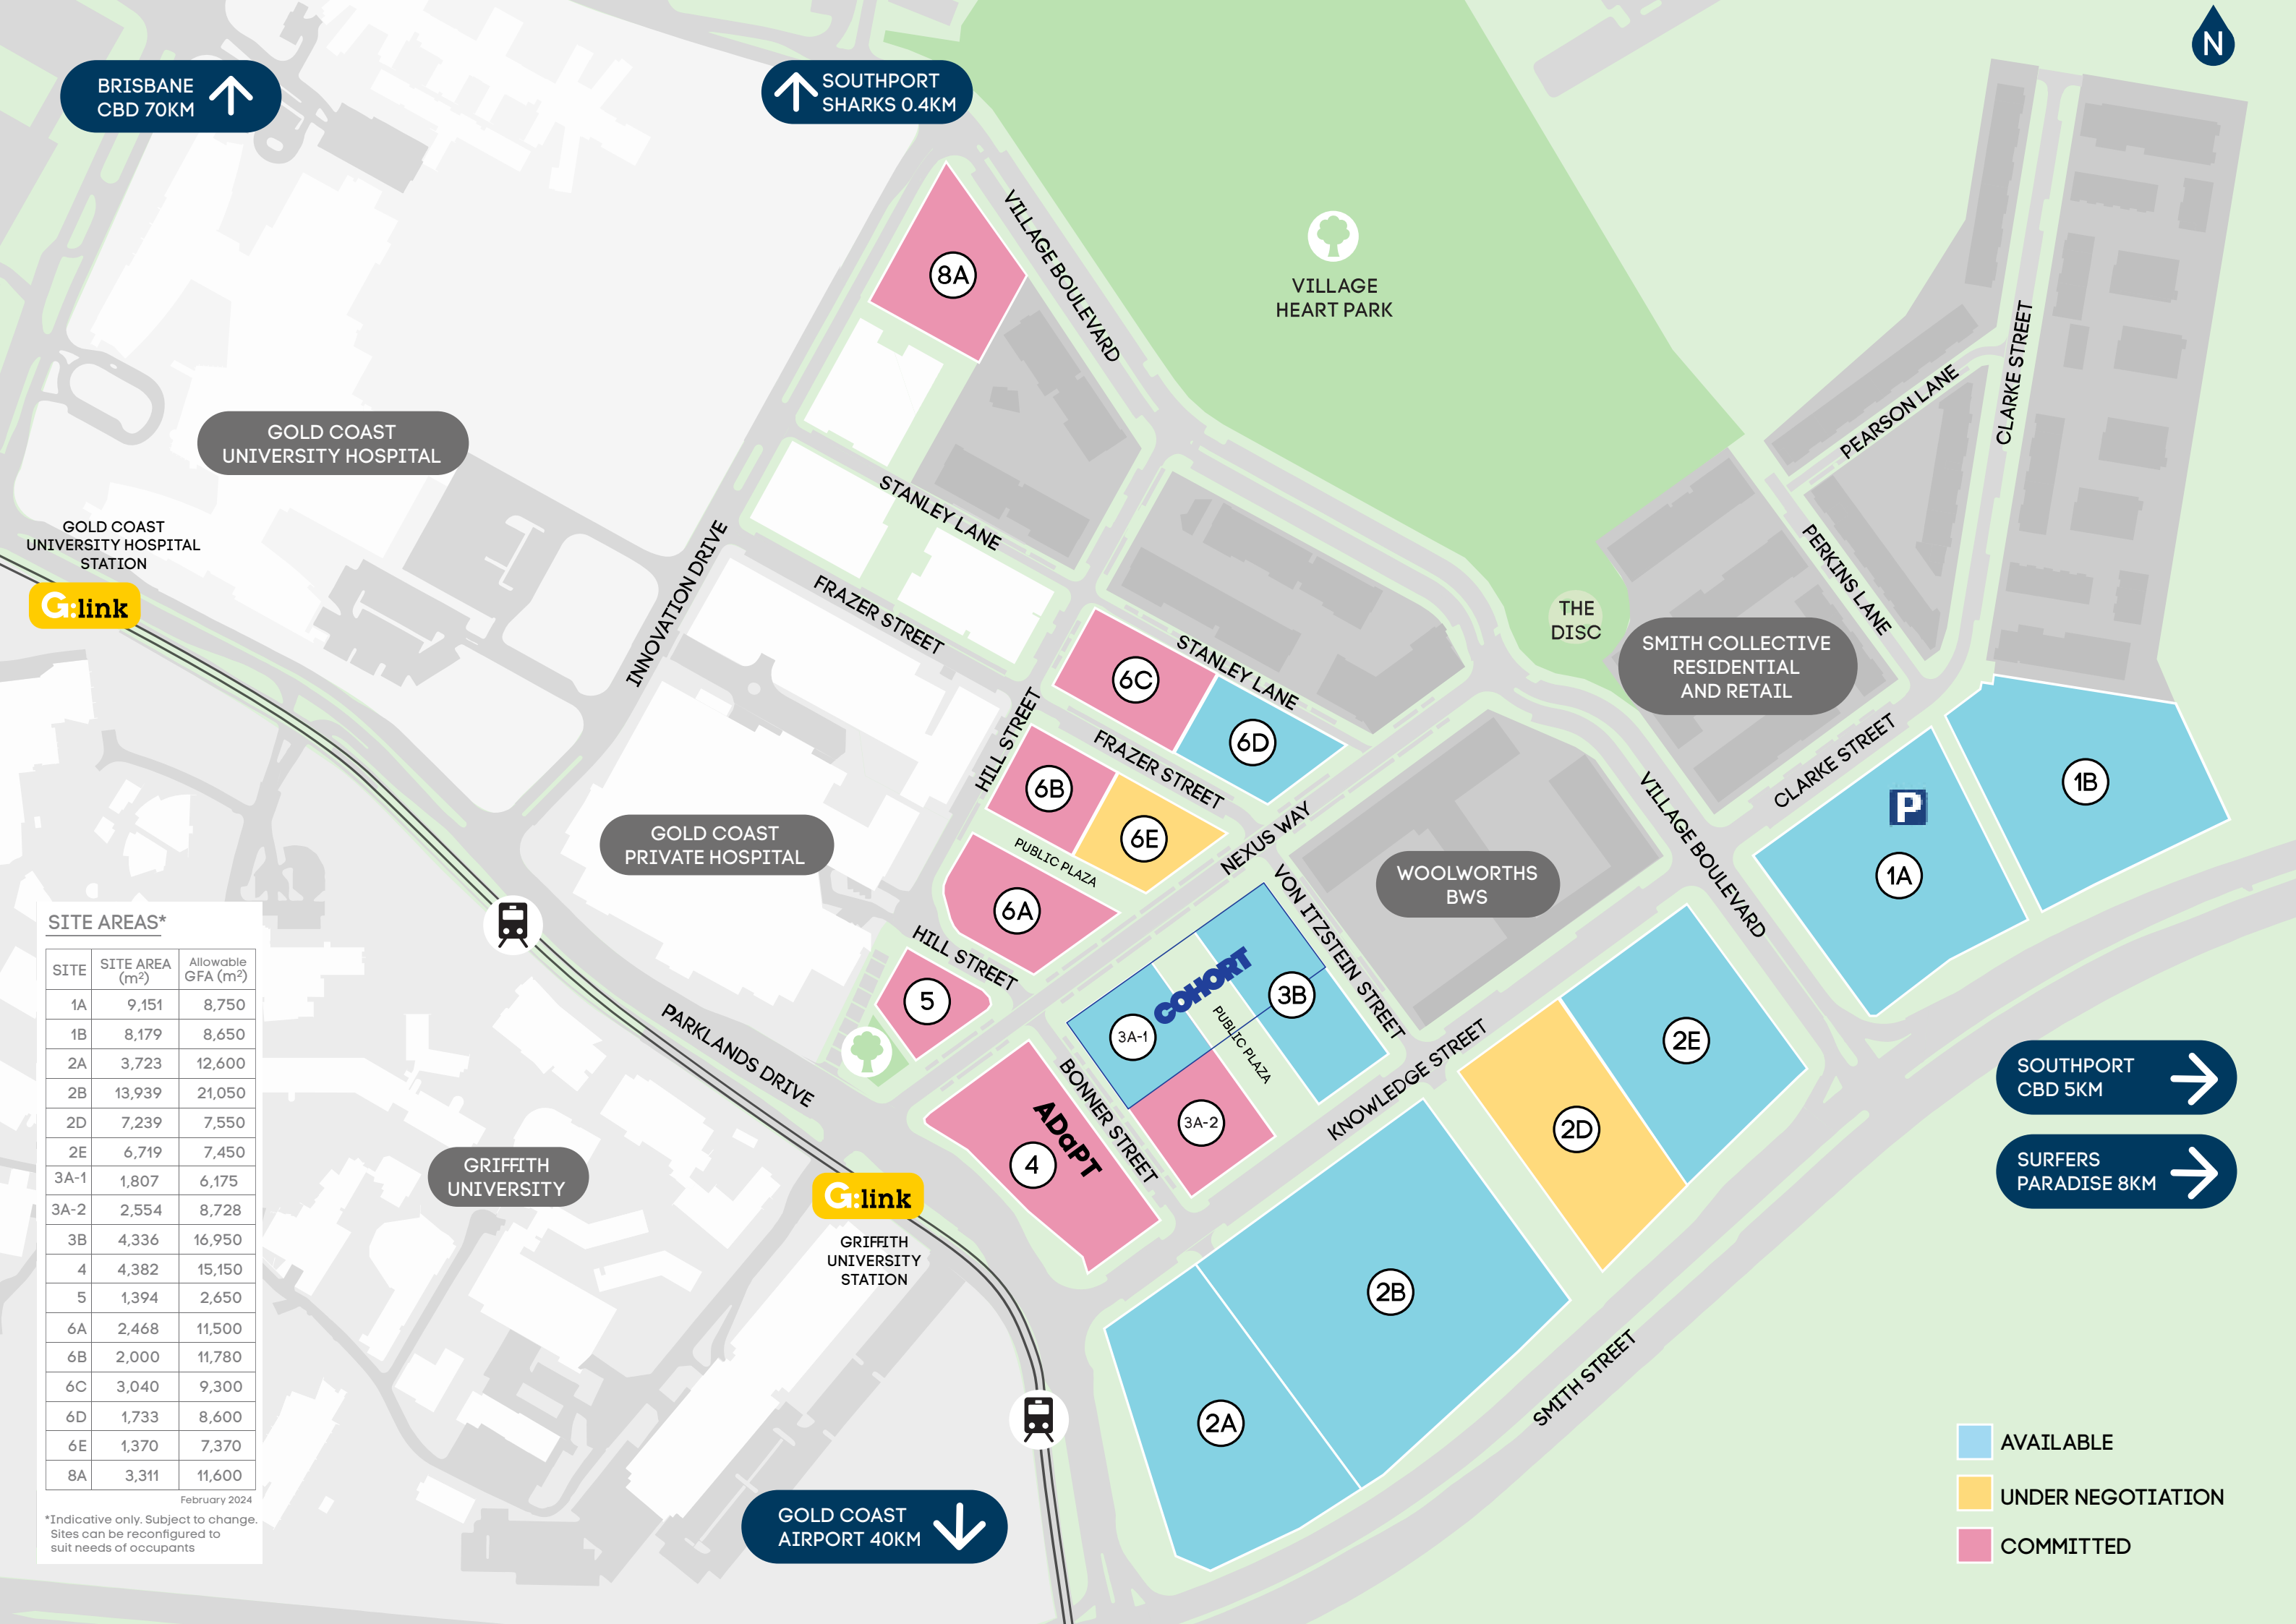 N
BRISBANE
CBD 70KM
SOUTHPORT
SHARKS 0.4KM
VILLAGE BOULEVARD
8A
VILLAGE
HEART PARK
CLARKE STREET
PEARSON LANE
GOLD COAST
UNIVERSITY HOSPITAL
STANLEY LANE
INNOVATION DRIVE
FRAZER STREET
PERKINS LANE
GOLD COAST
UNIVERSITY HOSPITAL
STATION
G:link
THE
DISC
SMITH COLLECTIVE
RESIDENTIAL
AND RETAIL
STANLEY LANE
6C
6D
HILL STREET
FRAZER STREET
6B
6E
CLARKE STREET
1B
P
1A
VILLAGE BOULEVARD
GOLD COAST
PRIVATE HOSPITAL
PUBLIC PLAZA
NEXUS WAY
WOOLWORTHS
BWS
VON ITZSTEIN STREET
6A
HILL STREET
5
COHORT
3B
3A-1
PUBLIC PLAZA
PARKLANDS DRIVE
BONNER STREET
KNOWLEDGE STREET
2E
2D
3A-2
ADaPT
4
SOUTHPORT
CBD 5KM
SURFERS
PARADISE 8KM
GRIFFITH
UNIVERSITY
G:link
GRIFFITH
UNIVERSITY
STATION
2B
2A
SMITH STREET
GOLD COAST
AIRPORT 40KM
AVAILABLE
UNDER NEGOTIATION
COMMITTED
SITE AREAS*
SITE SITE AREA (m²) Allowable GFA (m²)
1A 9,151 8,750
1B 8,179 8,650
2A 3,723 12,600
2B 13,939 21,050
2D 7,239 7,550
2E 6,719 7,450
3A-1 1,807 6,175
3A-2 2,554 8,728
3B 4,336 16,950
4 4,382 15,150
5 1,394 2,650
6A 2,468 11,500
6B 2,000 11,780
6C 3,040 9,300
6D 1,733 8,600
6E 1,370 7,370
8A 3,311 11,600
February 2024
*Indicative only. Subject to change.
Sites can be reconfigured to
suit needs of occupants